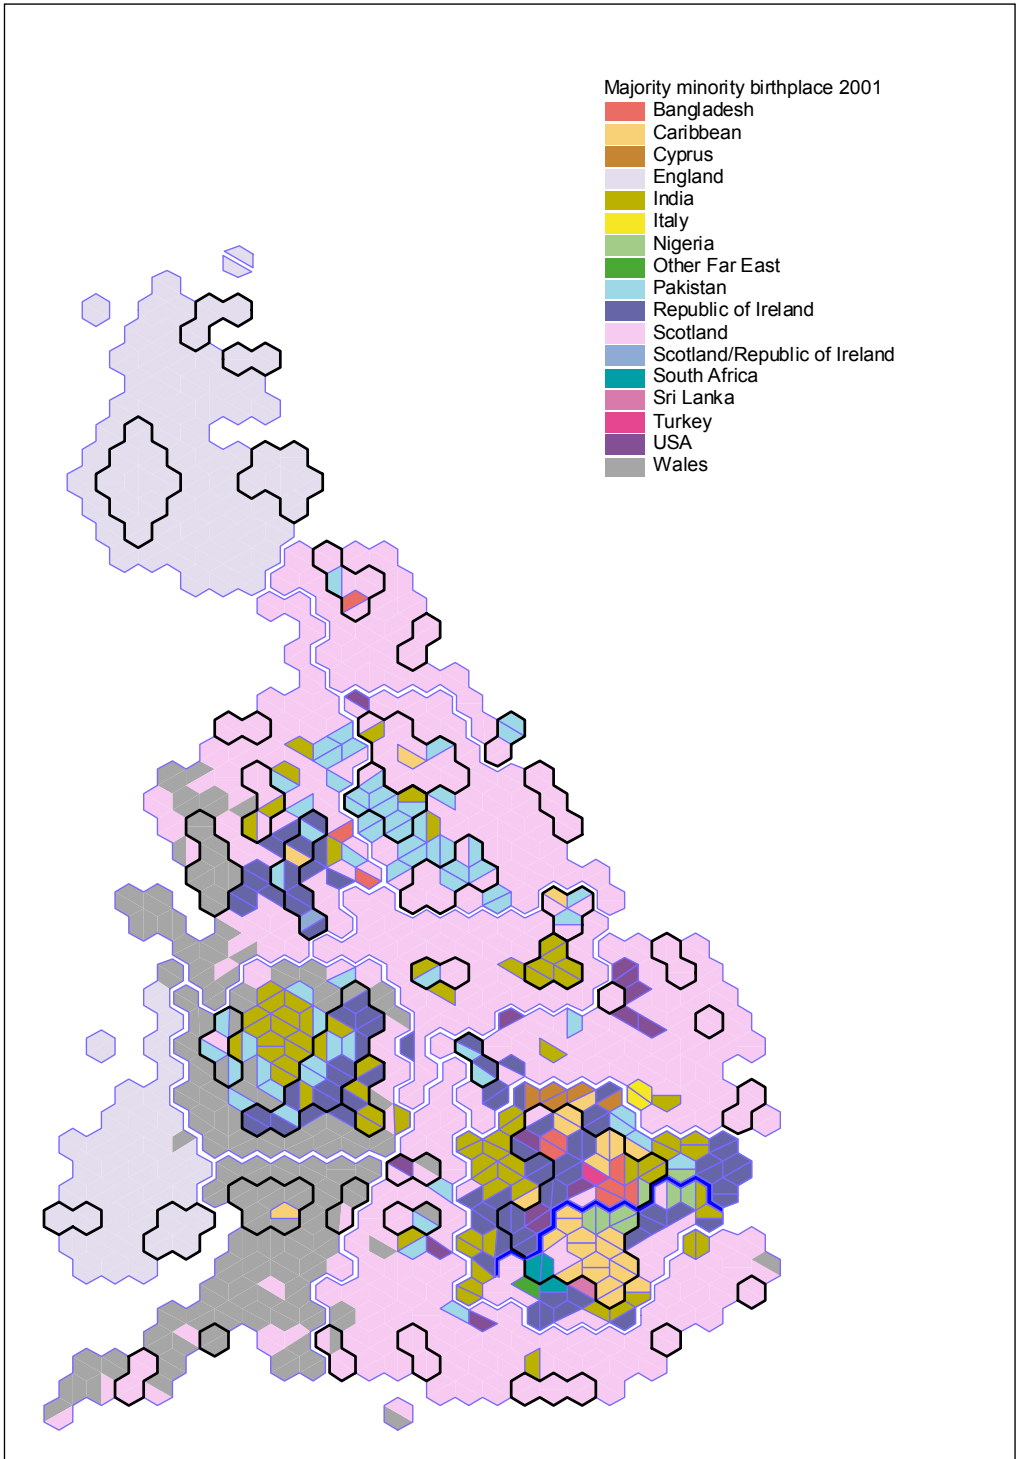 Majority minority birthplace 2001
Bangladesh
Caribbean
Cyprus
England
India
Italy
Nigeria
Other Far East
Pakistan
Republic of Ireland
Scotland
Scotland/Republic of Ireland
South Africa
Sri Lanka
Turkey
USA
Wales